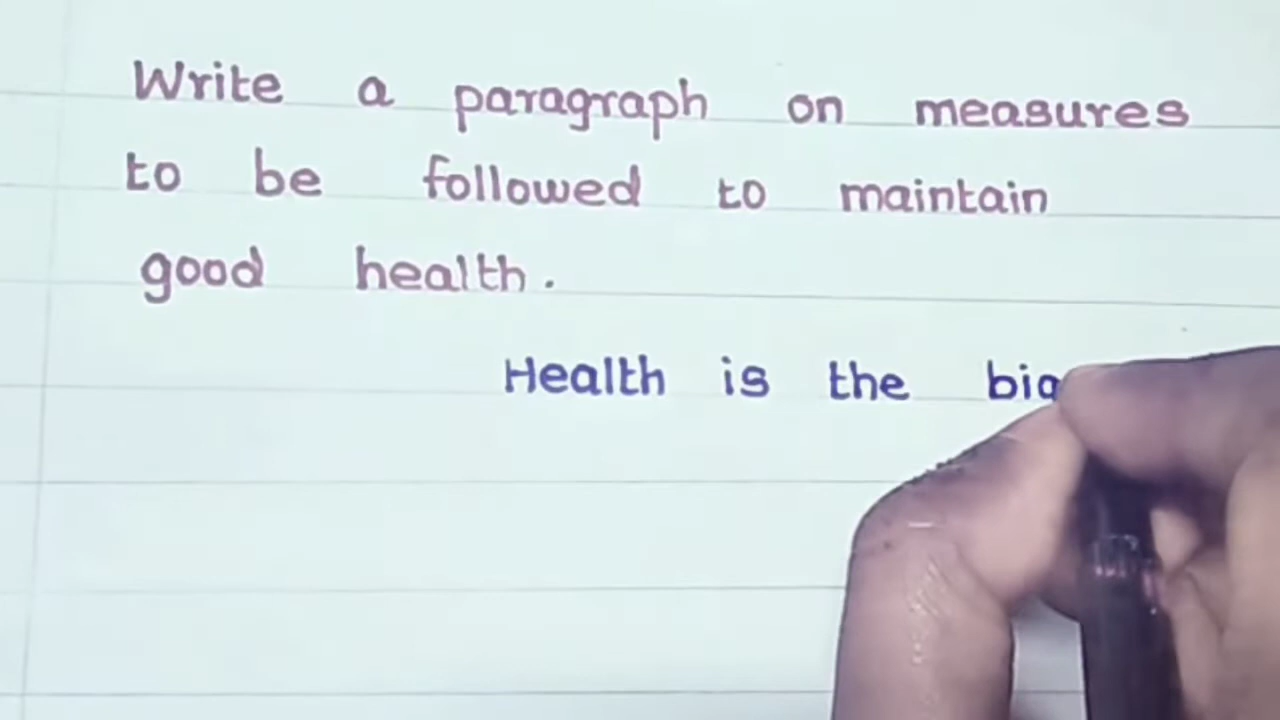 Write a paragraph on measures
to be followed to maintain
good health.
Health is the